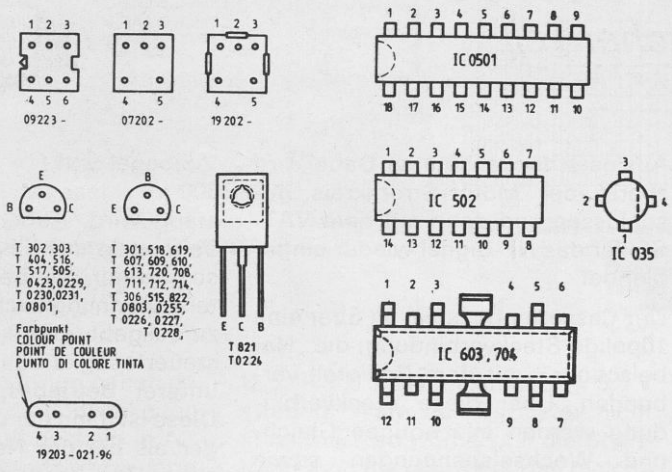 1 2 3
4 5 6
09223 -
1 2 3
4 5
07202 -
1 2 3
4 5
19202 -
1 2 3 4 5 6 7 8 9
IC 0501
18 17 16 15 14 13 12 11 10
E
B C
T 302,303,
T 404,516,
T 517,505,
T 0423,0229,
T 0230,0231,
T 0801,
B
E C
T 301,518,619,
T 607,609,610,
T 613,720,708,
T 711,712,714.
T 306,515,822,
T 0803,0255,
T 0226,0227,
T 0228
E C B
T 821
T 0224
1 2 3 4 5 6 7
IC 502
14 13 12 11 10 9 8
3
2 4
1
IC 035
1 2 3 4 5 6
IC 603,704
12 11 10 9 8 7
Farbpunkt
COLOUR POINT
POINT DE COULEUR
PUNTO DI COLORE TINTA
4 3 2 1
19203 - 021-96